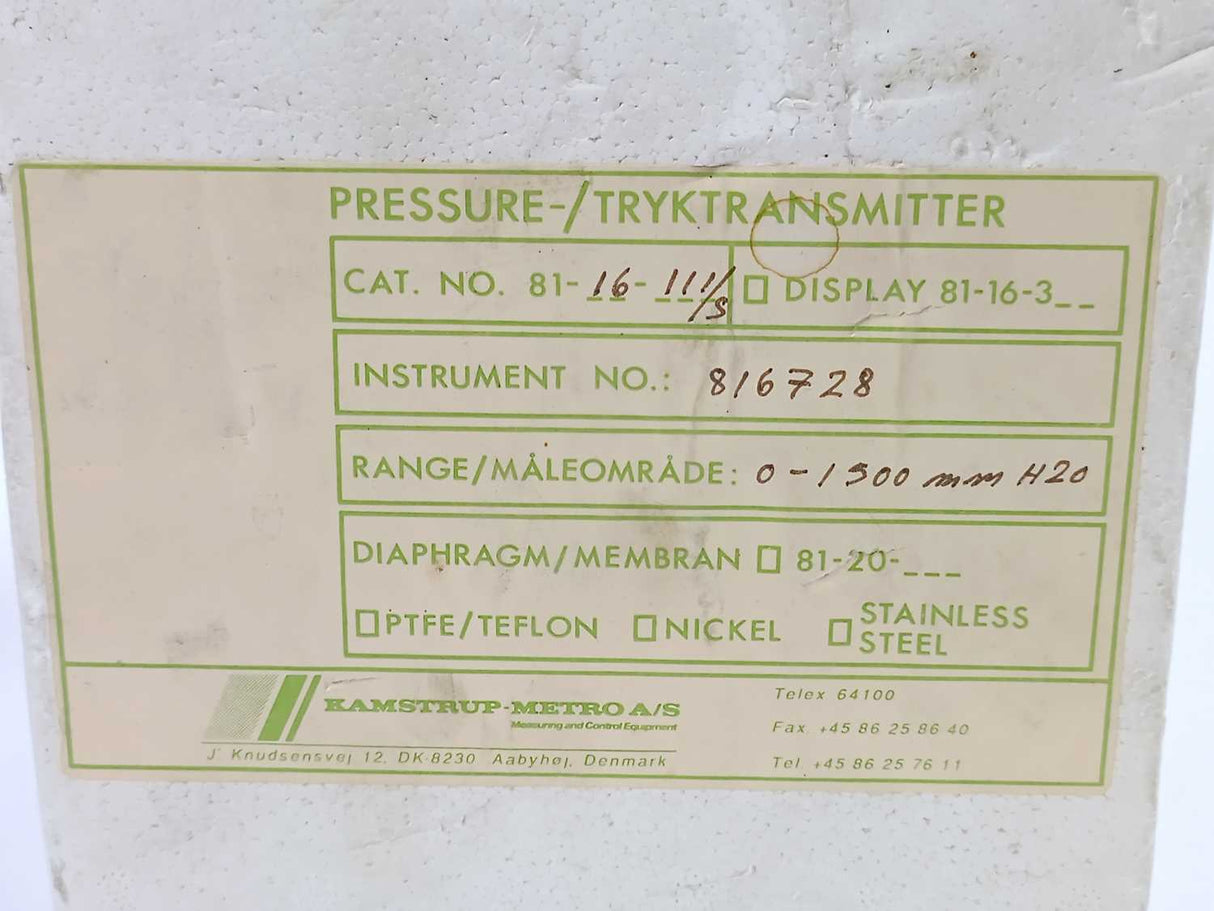 PRESSURE-/TRYKTRANSMITTER
CAT. NO. 81-16-111/S
DISPLAY 81-16-3_ _
INSTRUMENT NO.: 816728
RANGE/MÅLEOMRÅDE: 0-1500 mm H20
DIAPHRAGM/MEMBRAN 81-20-_ _ _
PTFE/TEFLON NICKEL STAINLESS STEEL
KAMSTRUP-METRO A/S
Measuring and Control Equipment
J. Knudsensvej 12, DK-8230 Aabyhøj, Denmark
Telex 64100
Fax. +45 86 25 86 40
Tel. +45 86 25 76 11